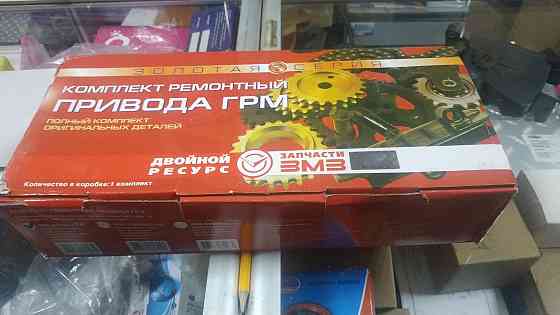 ЗОЛОТАЯ СЕРИЯ
КОМПЛЕКТ РЕМОНТНЫЙ
ПРИВОДА ГРМ
ПОЛНЫЙ КОМПЛЕКТ
ОРИГИНАЛЬНЫХ ДЕТАЛЕЙ
ДВОЙНОЙ
РЕСУРС
ЗАПЧАСТИ
ЗМЗ
Количество в коробке:1 комплект